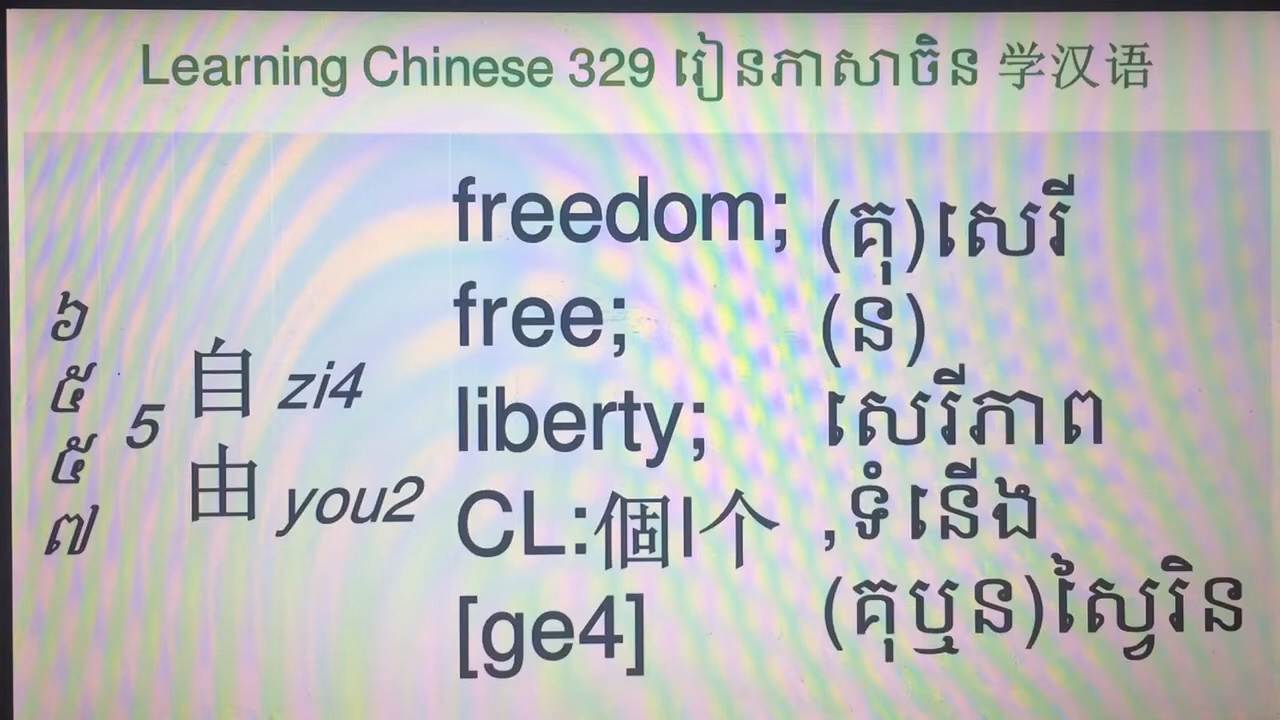 Learning Chinese 329 រៀនភាសាចិន 学汉语
៦
៥
៥
៧
5
自
由
zi4
you2
freedom;
free;
liberty;
CL:個|个
[ge4]
(គុ)សេរី
(ន)
សេរីភាព
,ទំនើង
(គុឬន)ស្វៃរិន